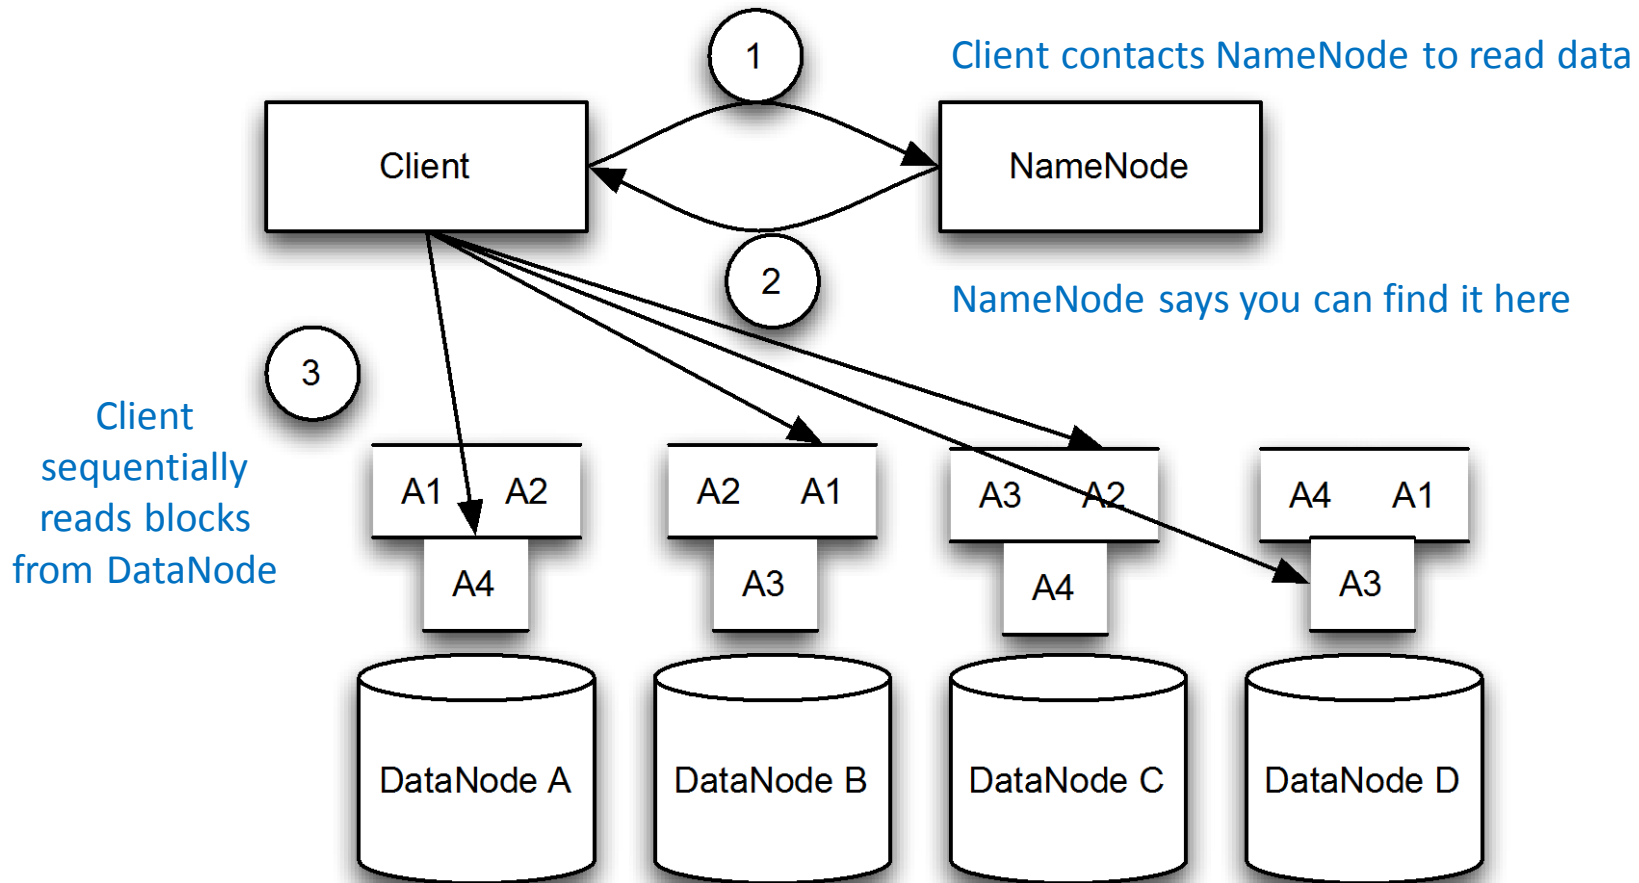 1
Client contacts NameNode to read data
Client
NameNode
2
NameNode says you can find it here
3
Client
sequentially
reads blocks
from DataNode
A1 A2
A4
A2 A1
A3
A3 A2
A4
A4 A1
A3
DataNode A
DataNode B
DataNode C
DataNode D